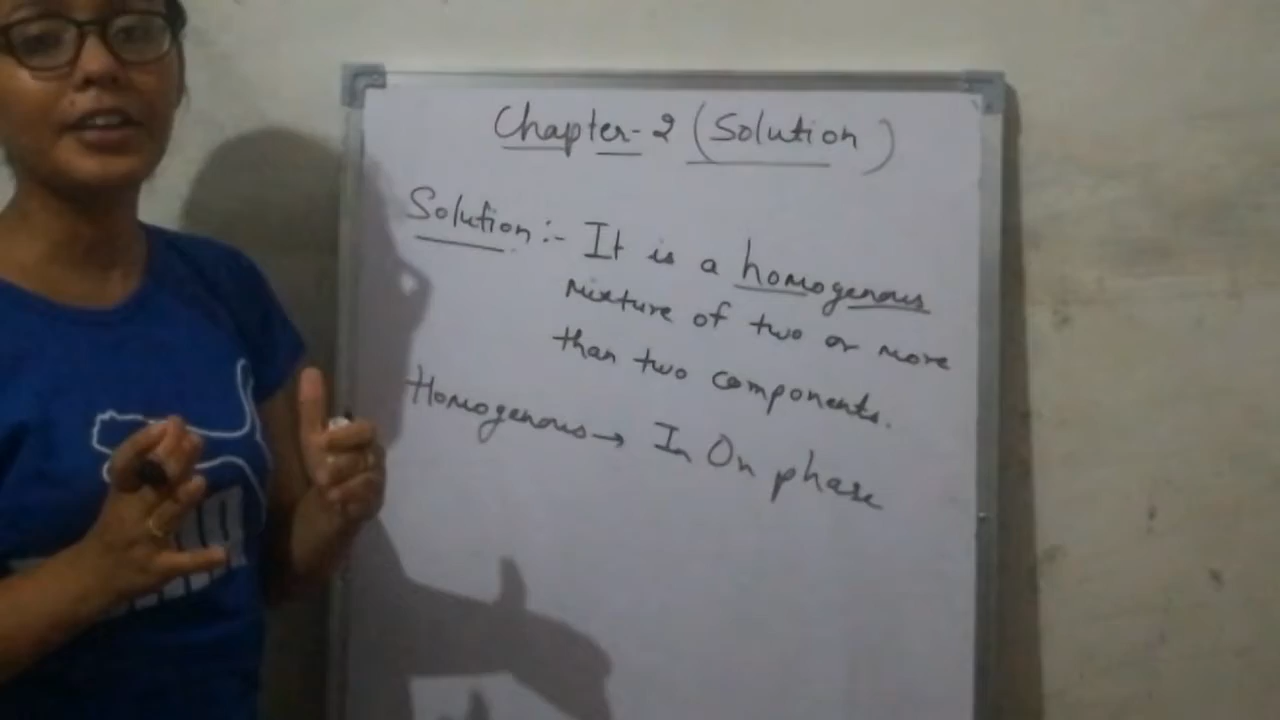 Chapter-2 (Solution)
Solution :- It is a homogenous
mixture of two or more
than two components.
Homogenous → In On phase